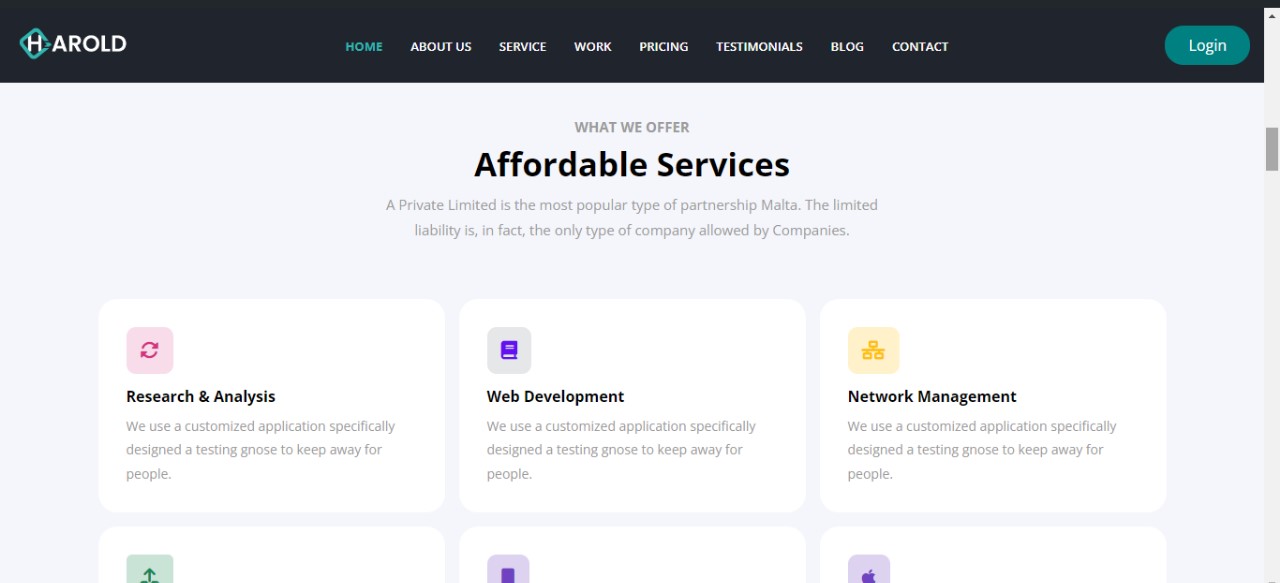 HAROLD
HOME ABOUT US SERVICE WORK PRICING TESTIMONIALS BLOG CONTACT Login
WHAT WE OFFER
Affordable Services
A Private Limited is the most popular type of partnership Malta. The limited
liability is, in fact, the only type of company allowed by Companies.
Research & Analysis
We use a customized application specifically
designed a testing gnose to keep away for
people.
Web Development
We use a customized application specifically
designed a testing gnose to keep away for
people.
Network Management
We use a customized application specifically
designed a testing gnose to keep away for
people.